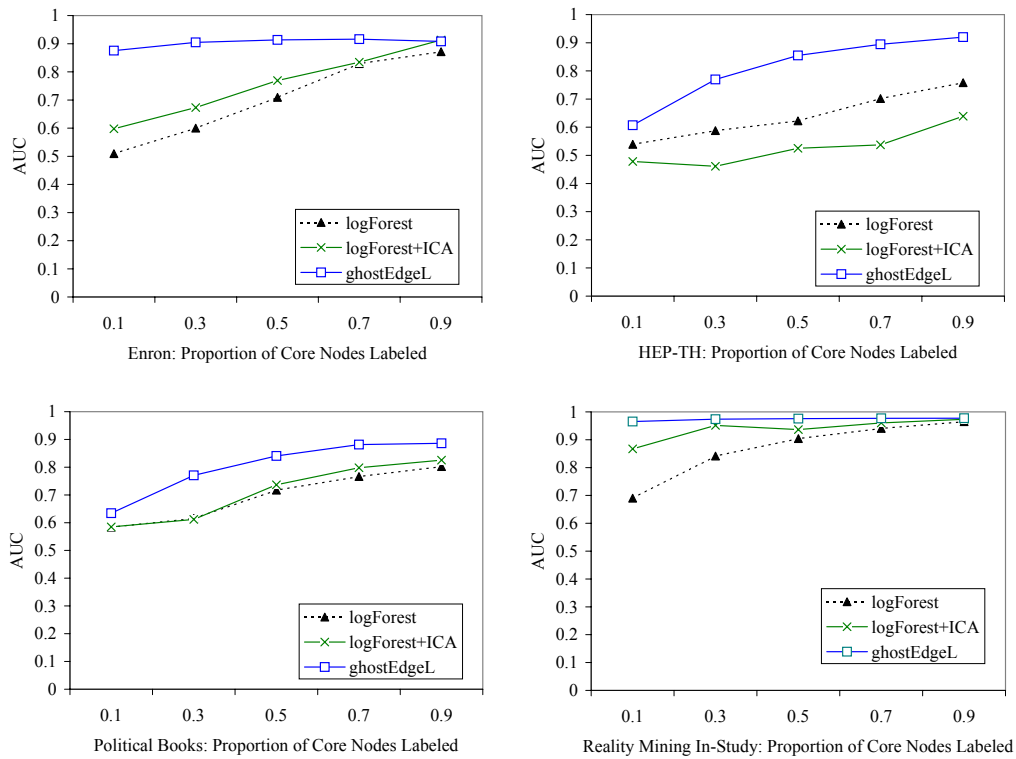 1
0.9
0.8
0.7
0.6
0.5
0.4
0.3
0.2
0.1
0
AUC
logForest
logForest+ICA
ghostEdgeL
0.1 0.3 0.5 0.7 0.9
Enron: Proportion of Core Nodes Labeled
1
0.9
0.8
0.7
0.6
0.5
0.4
0.3
0.2
0.1
0
AUC
logForest
logForest+ICA
ghostEdgeL
0.1 0.3 0.5 0.7 0.9
HEP-TH: Proportion of Core Nodes Labeled
1
0.9
0.8
0.7
0.6
0.5
0.4
0.3
0.2
0.1
0
AUC
logForest
logForest+ICA
ghostEdgeL
0.1 0.3 0.5 0.7 0.9
Political Books: Proportion of Core Nodes Labeled
1
0.9
0.8
0.7
0.6
0.5
0.4
0.3
0.2
0.1
0
AUC
logForest
logForest+ICA
ghostEdgeL
0.1 0.3 0.5 0.7 0.9
Reality Mining In-Study: Proportion of Core Nodes Labeled